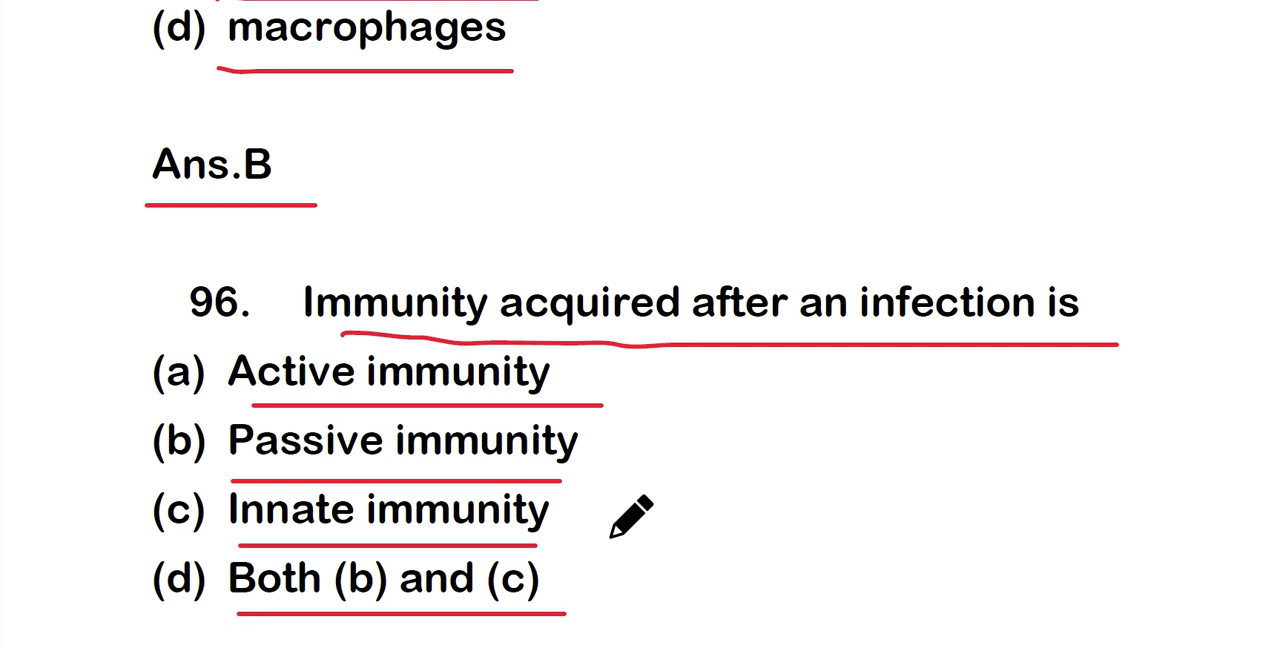 (d) macrophages
Ans.B
96. Immunity acquired after an infection is
(a) Active immunity
(b) Passive immunity
(c) Innate immunity
(d) Both (b) and (c)